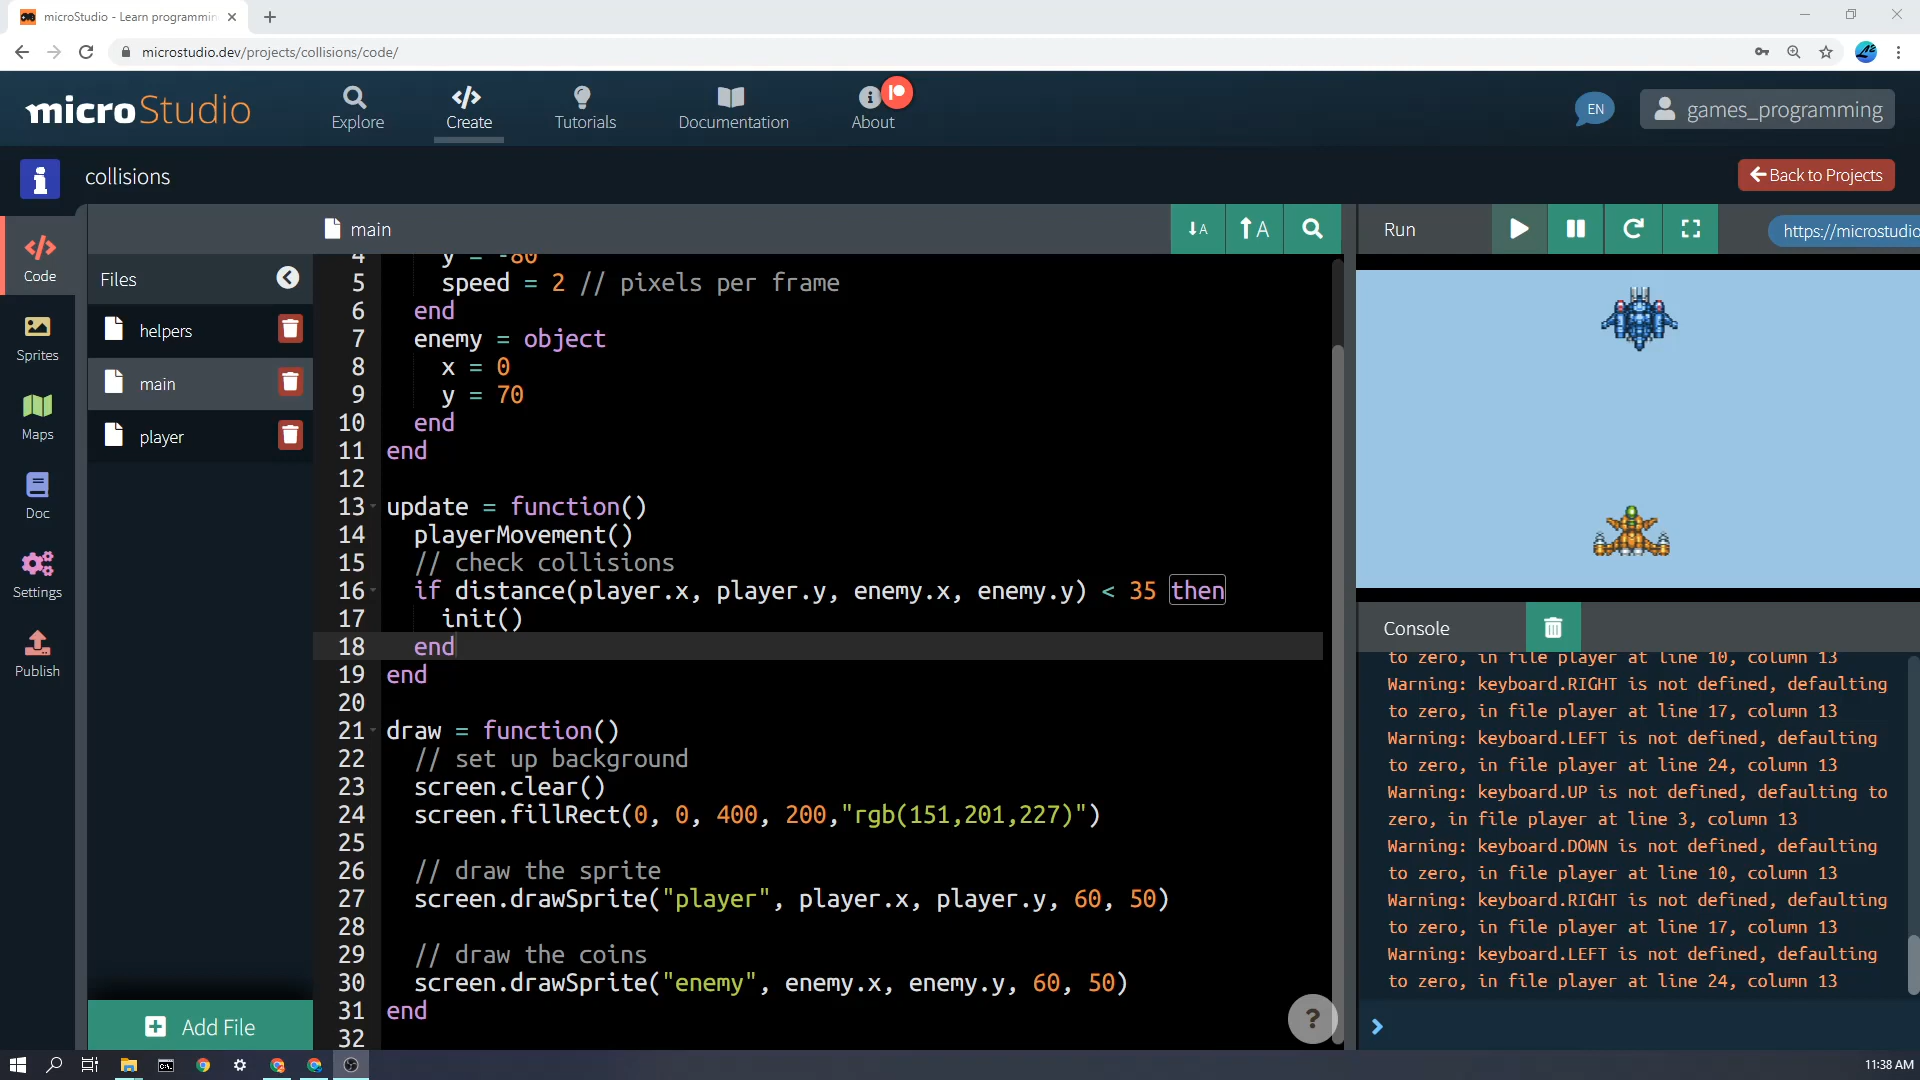 microStudio - Learn programmin
microstudio.dev/projects/collisions/code/
microStudio
Explore
Create
Tutorials
Documentation
About
EN
games_programming
collisions
Back to Projects
Code
Sprites
Maps
Doc
Settings
Publish
Files
helpers
main
player
Add File
main
A
A
4 y = -80
5 speed = 2 // pixels per frame
6 end
7 enemy = object
8 x = 0
9 y = 70
10 end
11 end
12
13 update = function()
14 playerMovement()
15 // check collisions
16 if distance(player.x, player.y, enemy.x, enemy.y) < 35 then
17 init()
18 end
19 end
20
21 draw = function()
22 // set up background
23 screen.clear()
24 screen.fillRect(0, 0, 400, 200,"rgb(151,201,227)")
25
26 // draw the sprite
27 screen.drawSprite("player", player.x, player.y, 60, 50)
28
29 // draw the coins
30 screen.drawSprite("enemy", enemy.x, enemy.y, 60, 50)
31 end
32
?
Run
https://microstudio
Console
to zero, in file player at line 10, column 13
Warning: keyboard.RIGHT is not defined, defaulting
to zero, in file player at line 17, column 13
Warning: keyboard.LEFT is not defined, defaulting
to zero, in file player at line 24, column 13
Warning: keyboard.UP is not defined, defaulting to
zero, in file player at line 3, column 13
Warning: keyboard.DOWN is not defined, defaulting
to zero, in file player at line 10, column 13
Warning: keyboard.RIGHT is not defined, defaulting
to zero, in file player at line 17, column 13
Warning: keyboard.LEFT is not defined, defaulting
to zero, in file player at line 24, column 13
11:38 AM